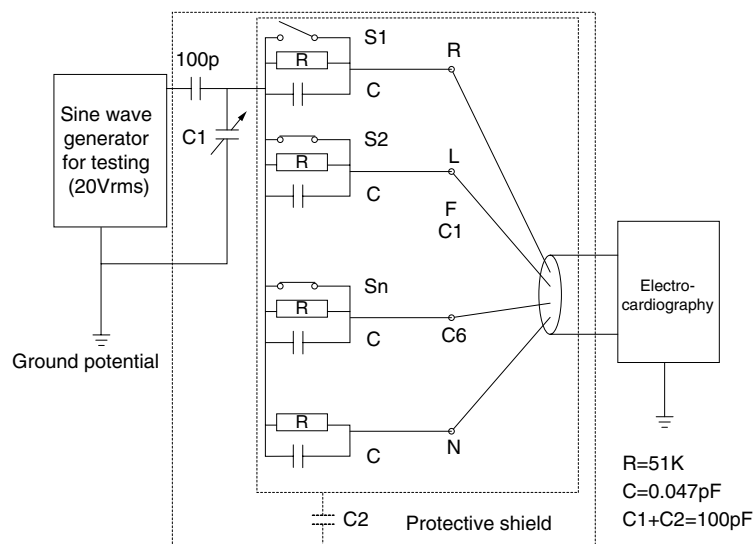 S1
R
R
100p
C
Sine wave
generator
for testing
(20Vrms)
C1
S2
R
L
C
F
C1
Sn
R
C
C6
Electro-
cardiography
Ground potential
R
C
N
R=51K
C=0.047pF
C1+C2=100pF
C2
Protective shield